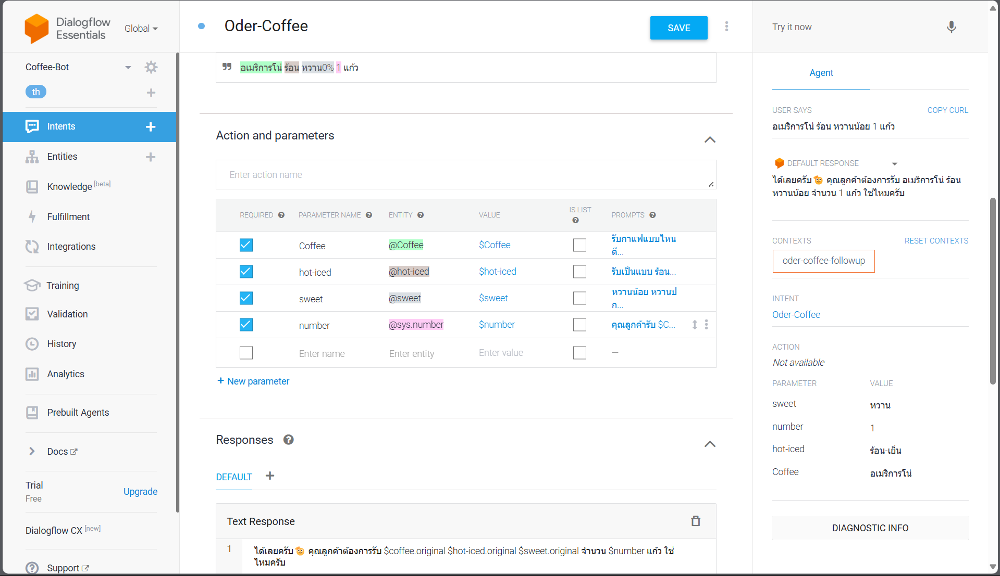 Dialogflow
Essentials
Global
Coffee-Bot
th
Intents
Entities
Knowledge [beta]
Fulfillment
Integrations
Training
Validation
History
Analytics
Prebuilt Agents
Docs
Trial
Free
Upgrade
Dialogflow CX [new]
Support
Oder-Coffee
SAVE
อเมริการโน่ ร้อน หวาน0% 1 แก้ว
Action and parameters
Enter action name
REQUIRED PARAMETER NAME ENTITY VALUE IS LIST PROMPTS
Coffee @Coffee $Coffee รับกาแฟแบบไหน
ดี...
hot-iced @hot-iced $hot-iced รับเป็นแบบ ร้อน...
sweet @sweet $sweet หวานน้อย หวานป
ก...
number @sys.number $number คุณลูกค้ารับ $C...
Enter name Enter entity Enter value —
+ New parameter
Responses
DEFAULT
Text Response
1 ได้เลยครับ🫡 คุณลูกค้าต้องการรับ $coffee.original $hot-iced.original $sweet.original จำนวน $number แก้ว ใช่
ไหมครับ
Try it now
Agent
USER SAYS COPY CURL
อเมริการโน่ ร้อน หวานน้อย 1 แก้ว
DEFAULT RESPONSE
ได้เลยครับ🫡 คุณลูกค้าต้องการรับ อเมริการโน่ ร้อน
หวานน้อย จำนวน 1 แก้ว ใช่ไหมครับ
CONTEXTS RESET CONTEXTS
oder-coffee-followup
INTENT
Oder-Coffee
ACTION
Not available
PARAMETER VALUE
sweet หวาน
number 1
hot-iced ร้อน-เย็น
Coffee อเมริการโน่
DIAGNOSTIC INFO